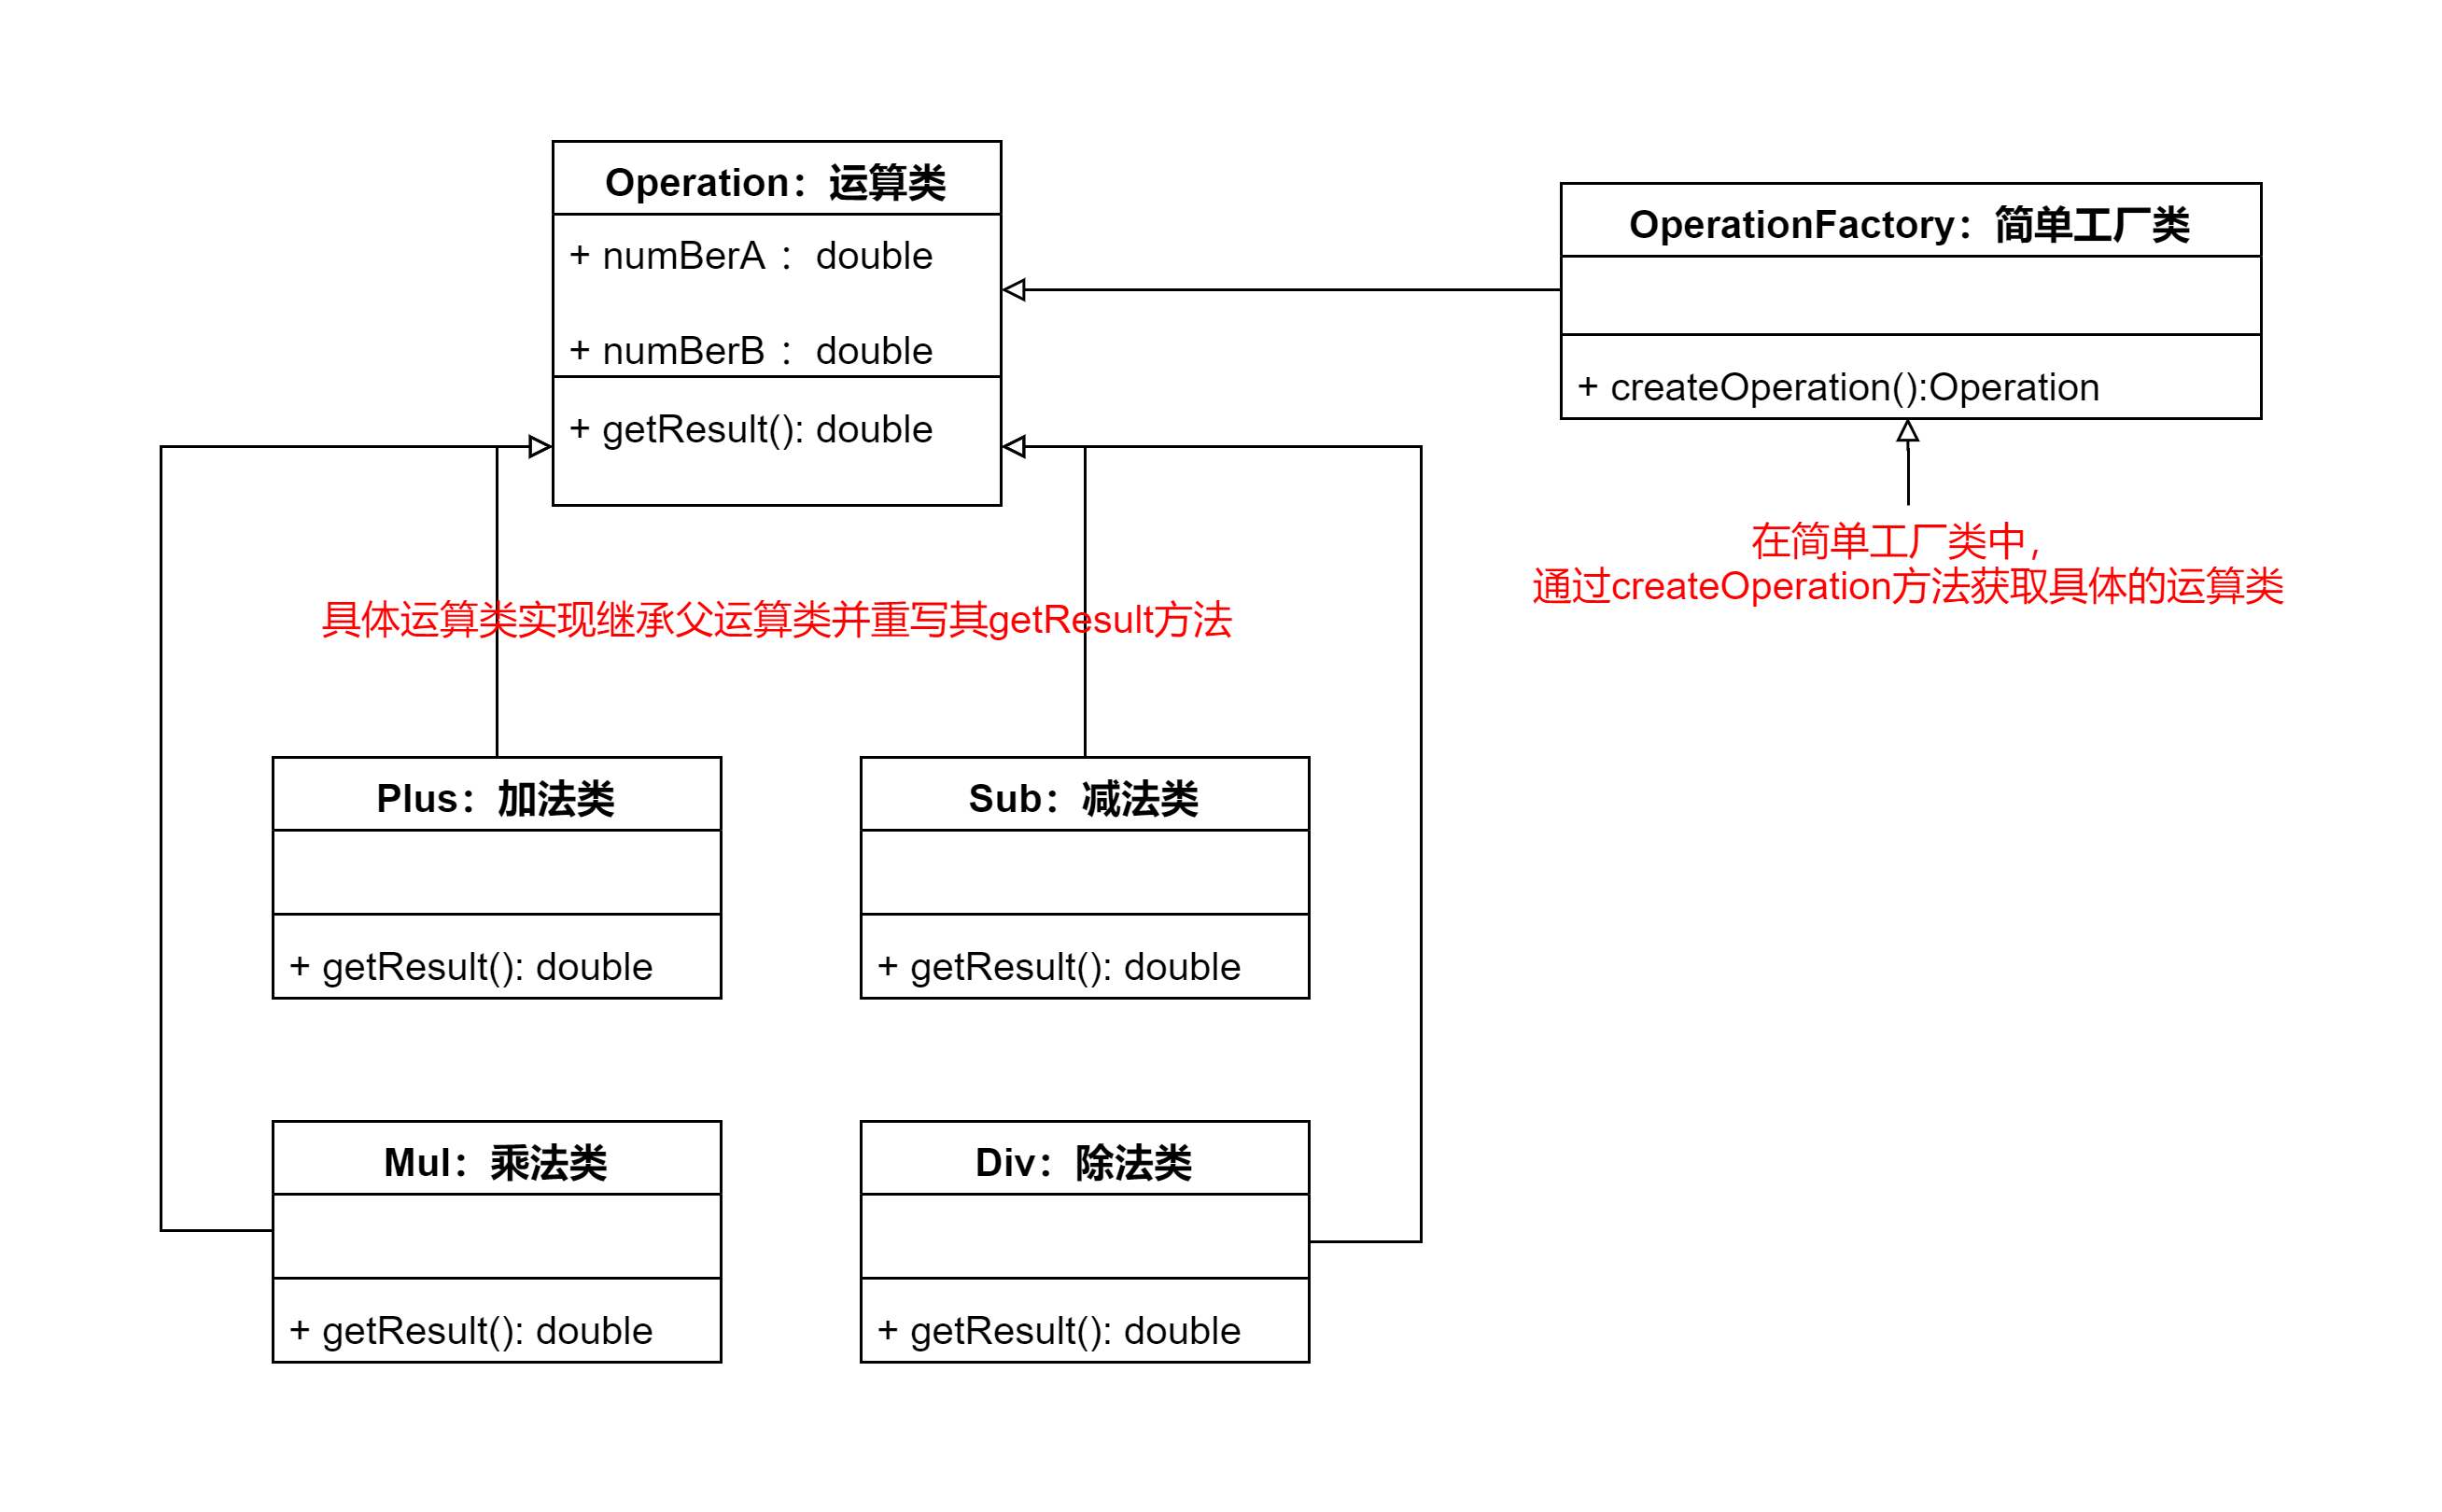 Operation：运算类
+ numBerA ：double
+ numBerB ：double
+ getResult(): double
OperationFactory：简单工厂类
+ createOperation():Operation
在简单工厂类中，
通过createOperation方法获取具体的运算类
具体运算类实现继承父运算类并重写其getResult方法
Plus：加法类
+ getResult(): double
Sub：减法类
+ getResult(): double
Mul：乘法类
+ getResult(): double
Div：除法类
+ getResult(): double